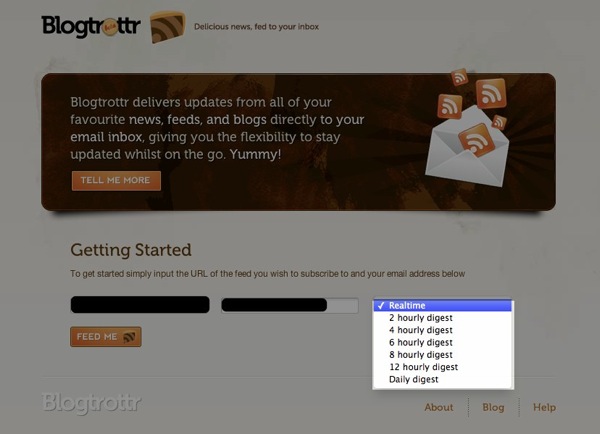 Blogtrottr
beta
Delicious news, fed to your inbox
Blogtrottr delivers updates from all of your
favourite news, feeds, and blogs directly to your
email inbox, giving you the flexibility to stay
updated whilst on the go. Yummy!
TELL ME MORE
Getting Started
To get started simply input the URL of the feed you wish to subscribe to and your email address below
✓ Realtime
2 hourly digest
4 hourly digest
6 hourly digest
8 hourly digest
12 hourly digest
Daily digest
FEED ME
Blogtrottr
About
Blog
Help